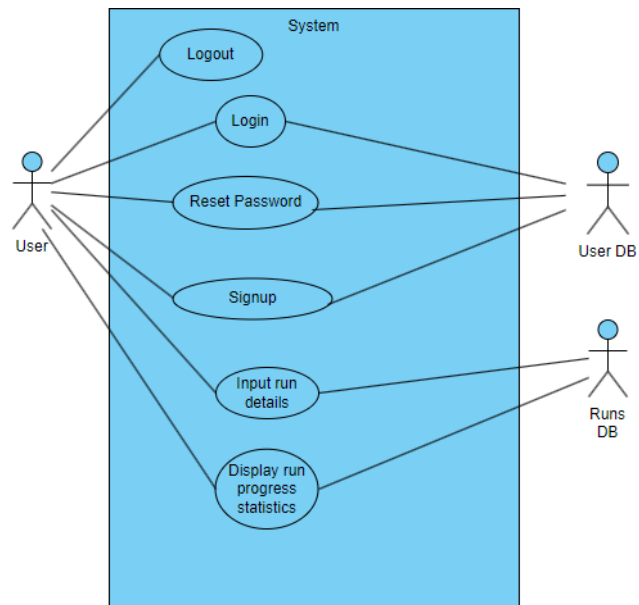 System
Logout
Login
Reset Password
User
User DB
Signup
Input run
details
Runs
DB
Display run
progress
statistics